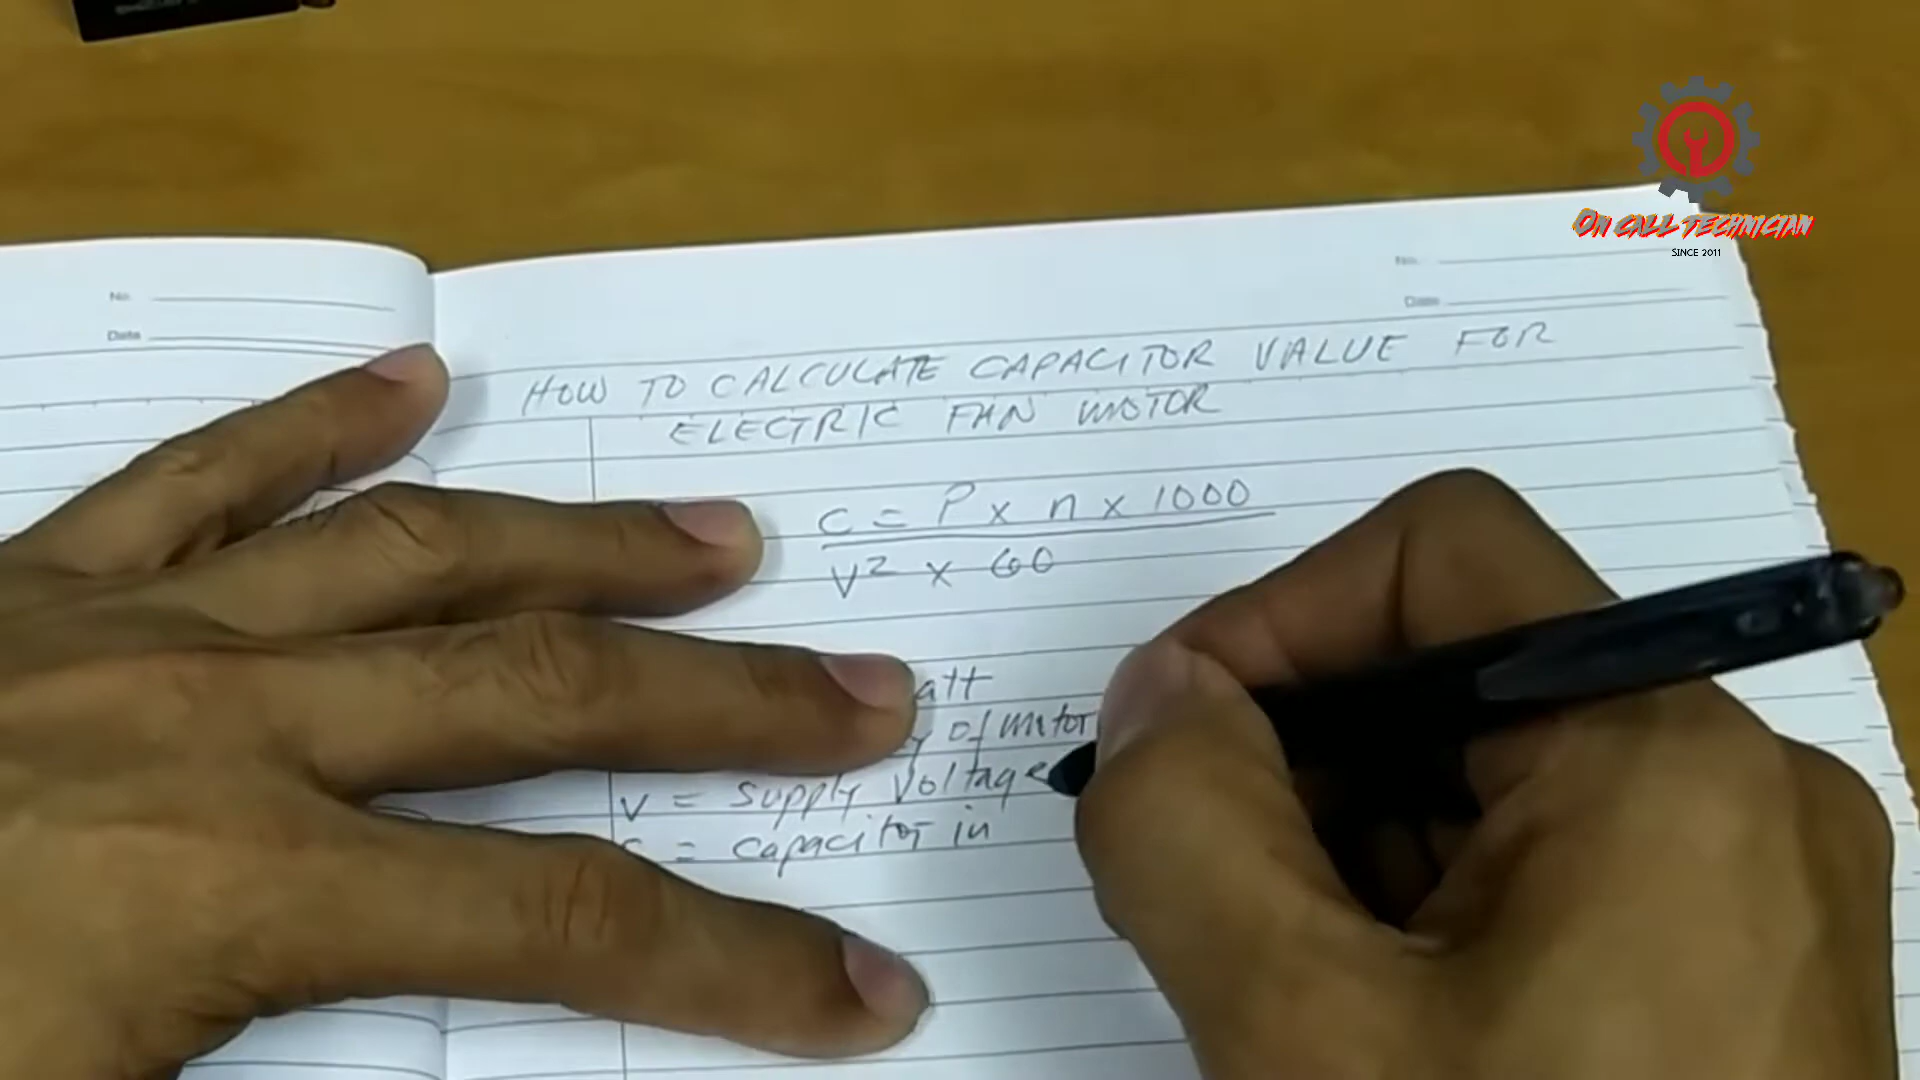 On call technician
SINCE 2011
No.
Date
No.
Date
HOW TO CALCULATE CAPACITOR VALUE FOR
ELECTRIC FAN MOTOR
C = P x n x 1000
V² x 60
att
y of motor
V = Supply Voltage
C = Capacitor in